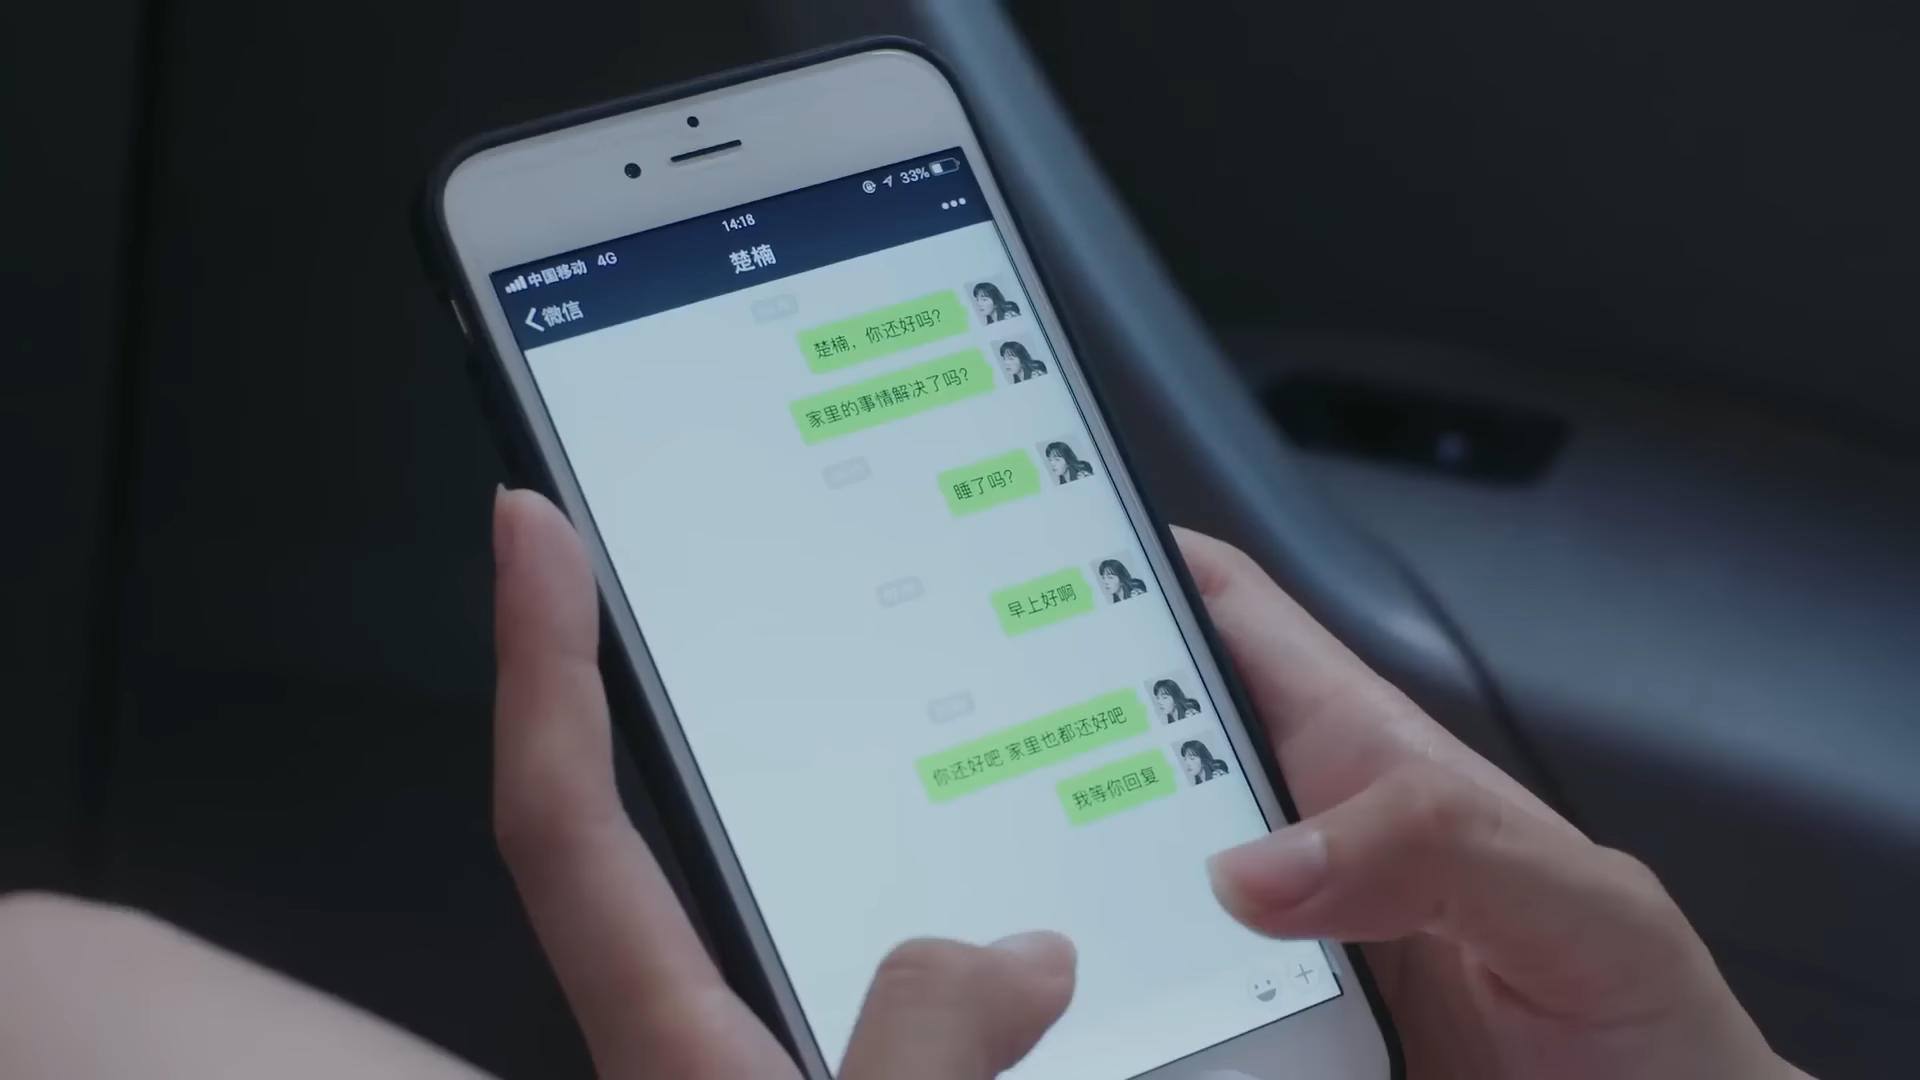 中国移动 4G 14:18 33%
微信 楚楠
楚楠，你还好吗？
家里的事情解决了吗？
睡了吗？
早上好啊
你还好吧 家里也都还好吧
我等你回复